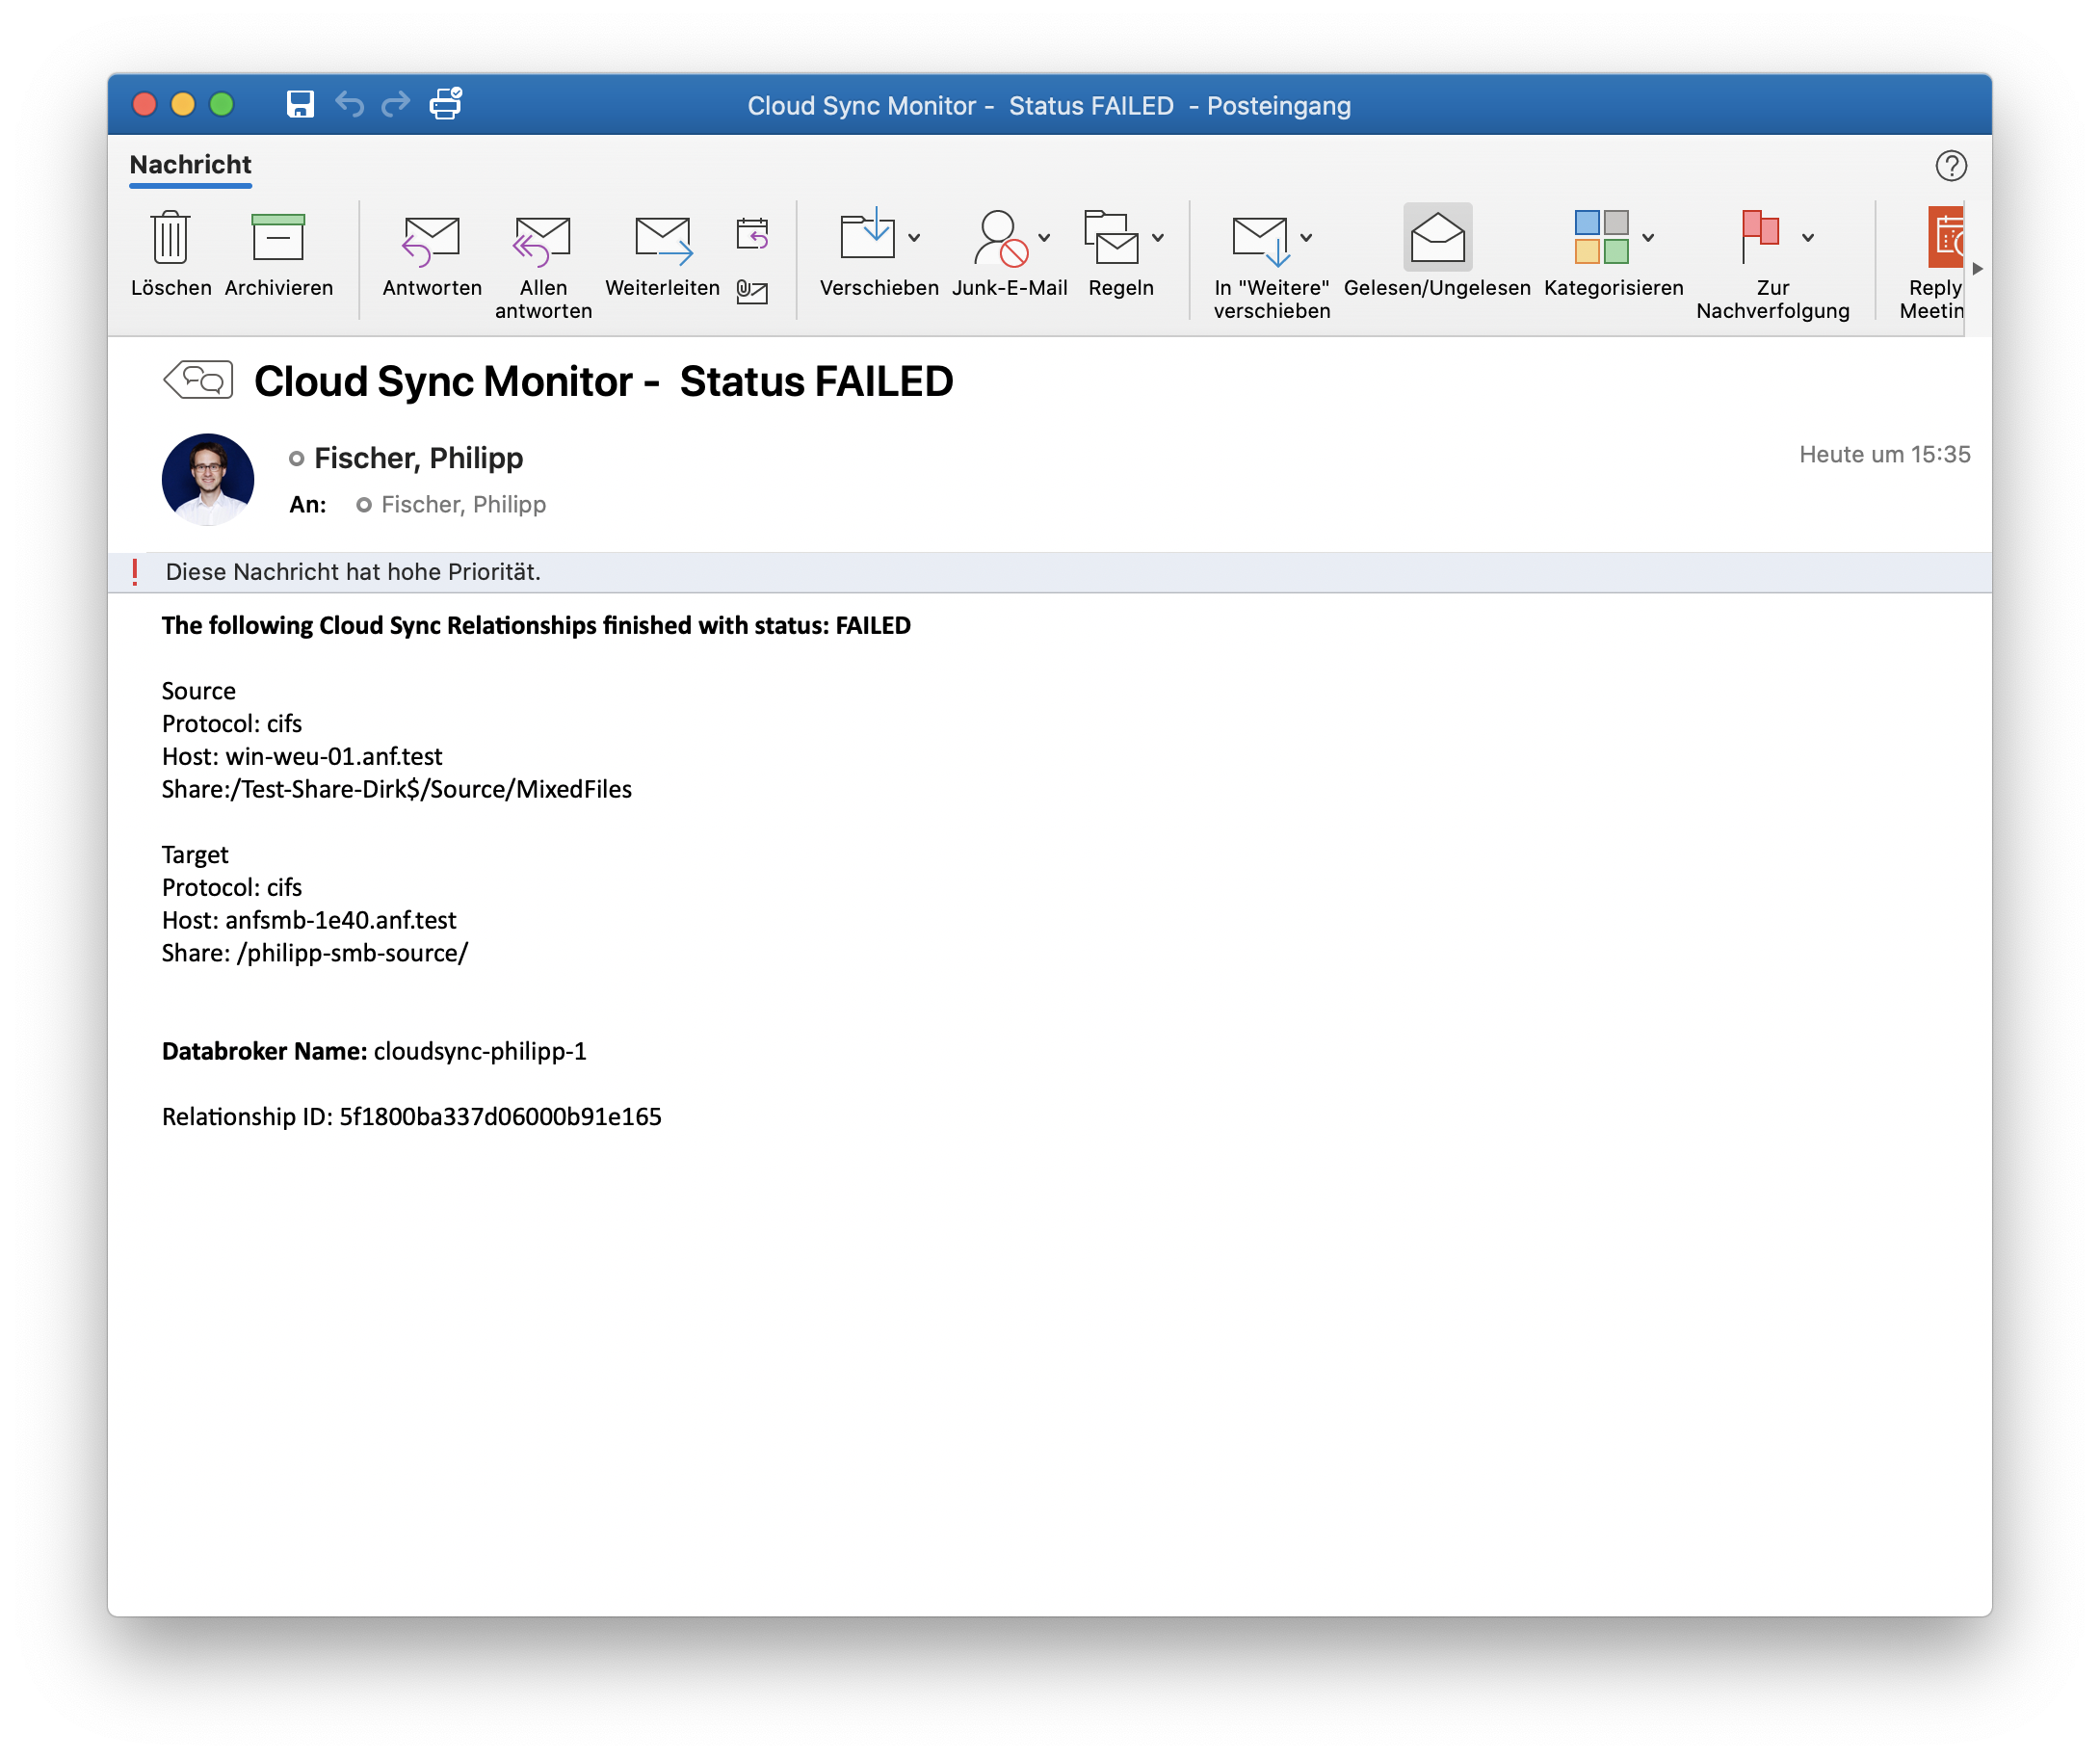 Cloud Sync Monitor -  Status FAILED  - Posteingang
Nachricht
Löschen
Archivieren
Antworten
Allen
antworten
Weiterleiten
Verschieben
Junk-E-Mail
Regeln
In "Weitere"
verschieben
Gelesen/Ungelesen
Kategorisieren
Zur
Nachverfolgung
Reply
Meetin
Cloud Sync Monitor -  Status FAILED
Fischer, Philipp
Heute um 15:35
An: Fischer, Philipp
! Diese Nachricht hat hohe Priorität.
The following Cloud Sync Relationships finished with status: FAILED
Source
Protocol: cifs
Host: win-weu-01.anf.test
Share:/Test-Share-Dirk$/Source/MixedFiles
Target
Protocol: cifs
Host: anfsmb-1e40.anf.test
Share: /philipp-smb-source/
Databroker Name: cloudsync-philipp-1
Relationship ID: 5f1800ba337d06000b91e165